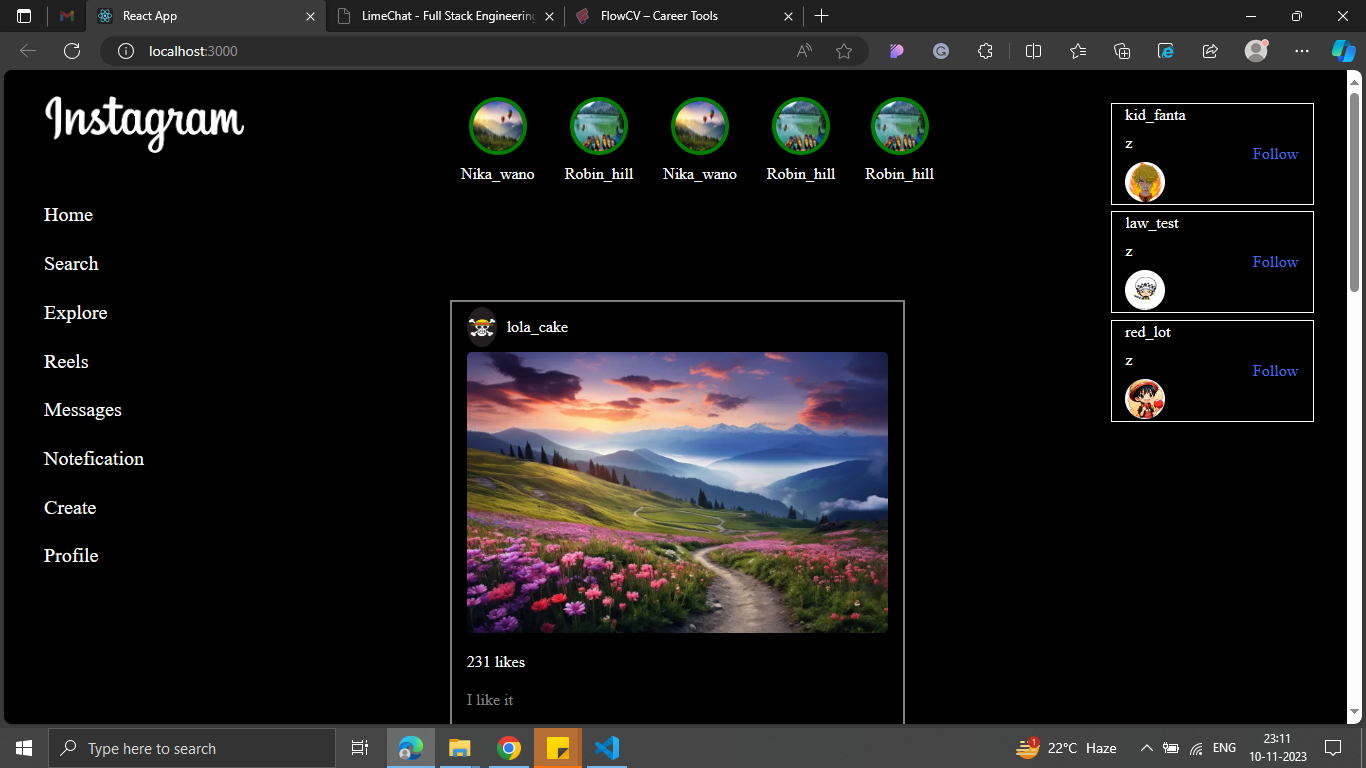 React App
LimeChat - Full Stack Engineering
FlowCV – Career Tools
localhost:3000
Instagram
Nika_wano
Robin_hill
Nika_wano
Robin_hill
Robin_hill
Home
Search
Explore
Reels
Messages
Notefication
Create
Profile
lola_cake
231 likes
I like it
kid_fanta
z
Follow
law_test
z
Follow
red_lot
z
Follow
Type here to search
1
22°C Haze
ENG
23:11
10-11-2023